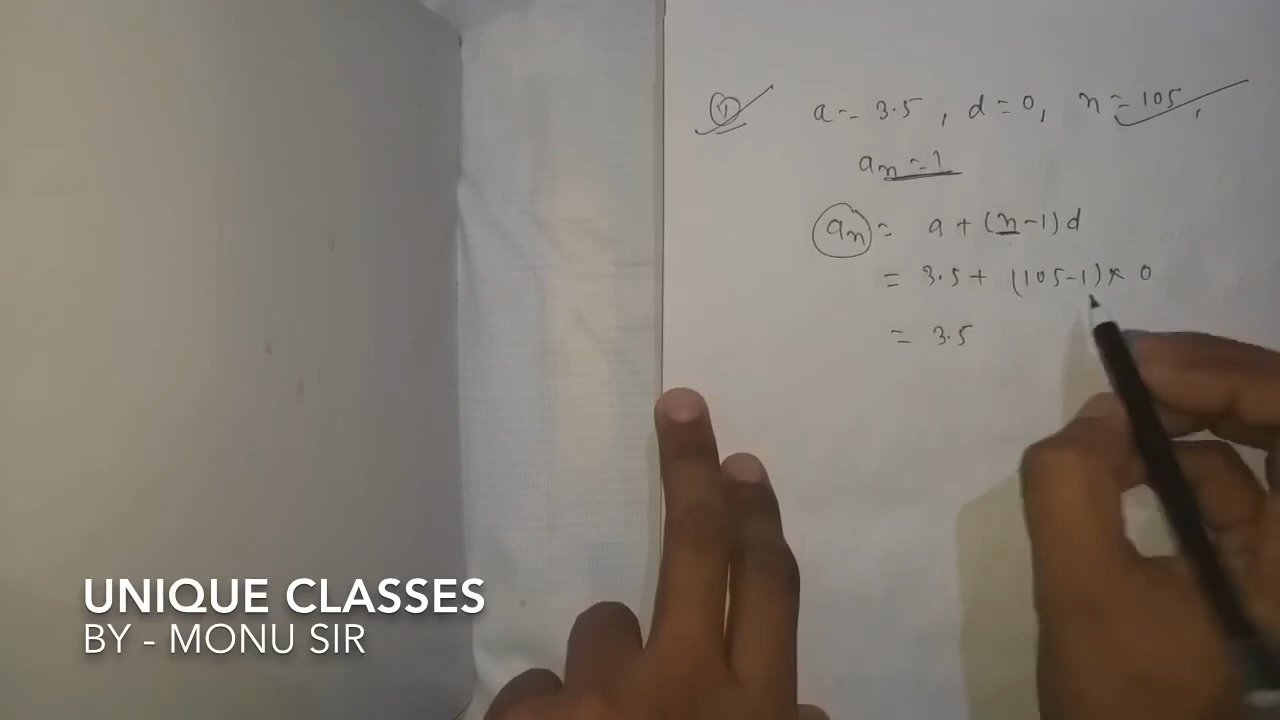 ① a = 3.5 , d = 0, n = 105,
an = ?
an = a + (n-1) d
= 3.5 + (105-1) × 0
= 3.5
UNIQUE CLASSES
BY - MONU SIR